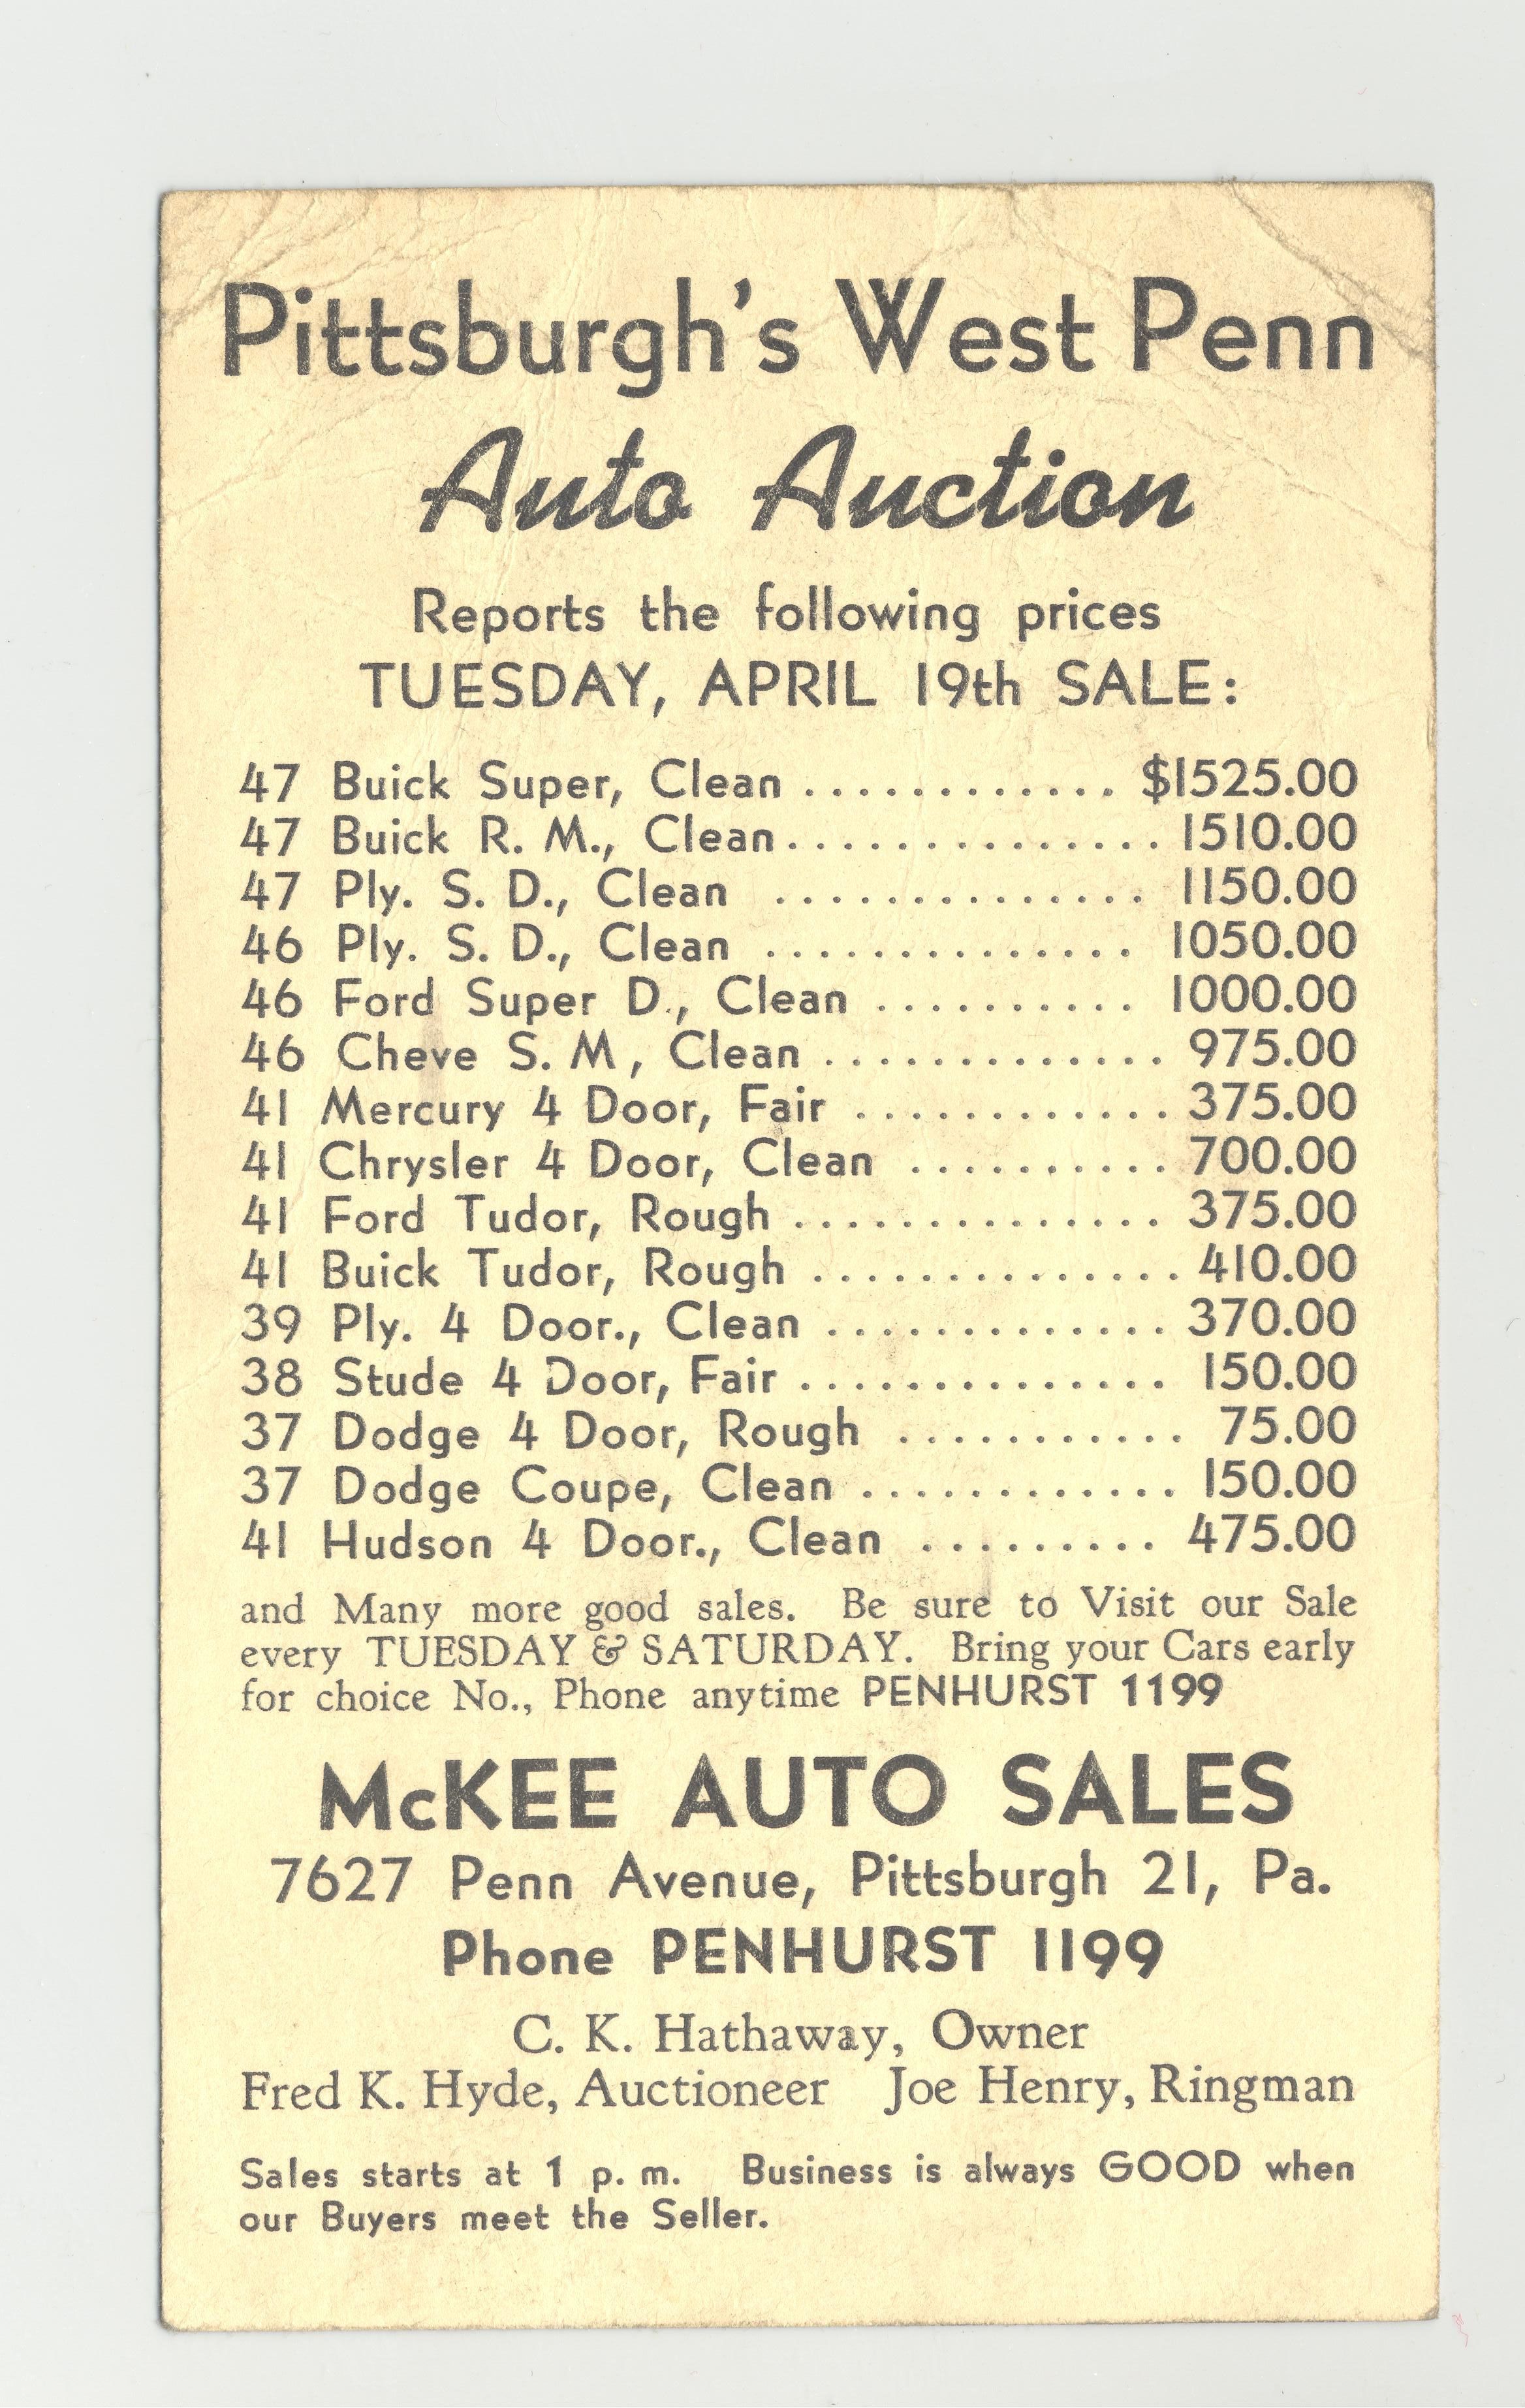 Pittsburgh's West Penn
Auto Auction
Reports the following prices
TUESDAY, APRIL 19th SALE:
47 Buick Super, Clean ............ $1525.00
47 Buick R. M., Clean.............. 1510.00
47 Ply. S. D., Clean .............. 1150.00
46 Ply. S. D., Clean .............. 1050.00
46 Ford Super D., Clean .......... 1000.00
46 Cheve S. M , Clean ............. 975.00
41 Mercury 4 Door, Fair ............ 375.00
41 Chrysler 4 Door, Clean .......... 700.00
41 Ford Tudor, Rough .............. 375.00
41 Buick Tudor, Rough .............. 410.00
39 Ply. 4 Door., Clean ............. 370.00
38 Stude 4 Door, Fair .............. 150.00
37 Dodge 4 Door, Rough ........... 75.00
37 Dodge Coupe, Clean ............ 150.00
41 Hudson 4 Door., Clean ......... 475.00
and Many more good sales. Be sure to Visit our Sale
every TUESDAY & SATURDAY. Bring your Cars early
for choice No., Phone anytime PENHURST 1199
McKEE AUTO SALES
7627 Penn Avenue, Pittsburgh 21, Pa.
Phone PENHURST 1199
C. K. Hathaway, Owner
Fred K. Hyde, Auctioneer Joe Henry, Ringman
Sales starts at 1 p. m. Business is always GOOD when
our Buyers meet the Seller.